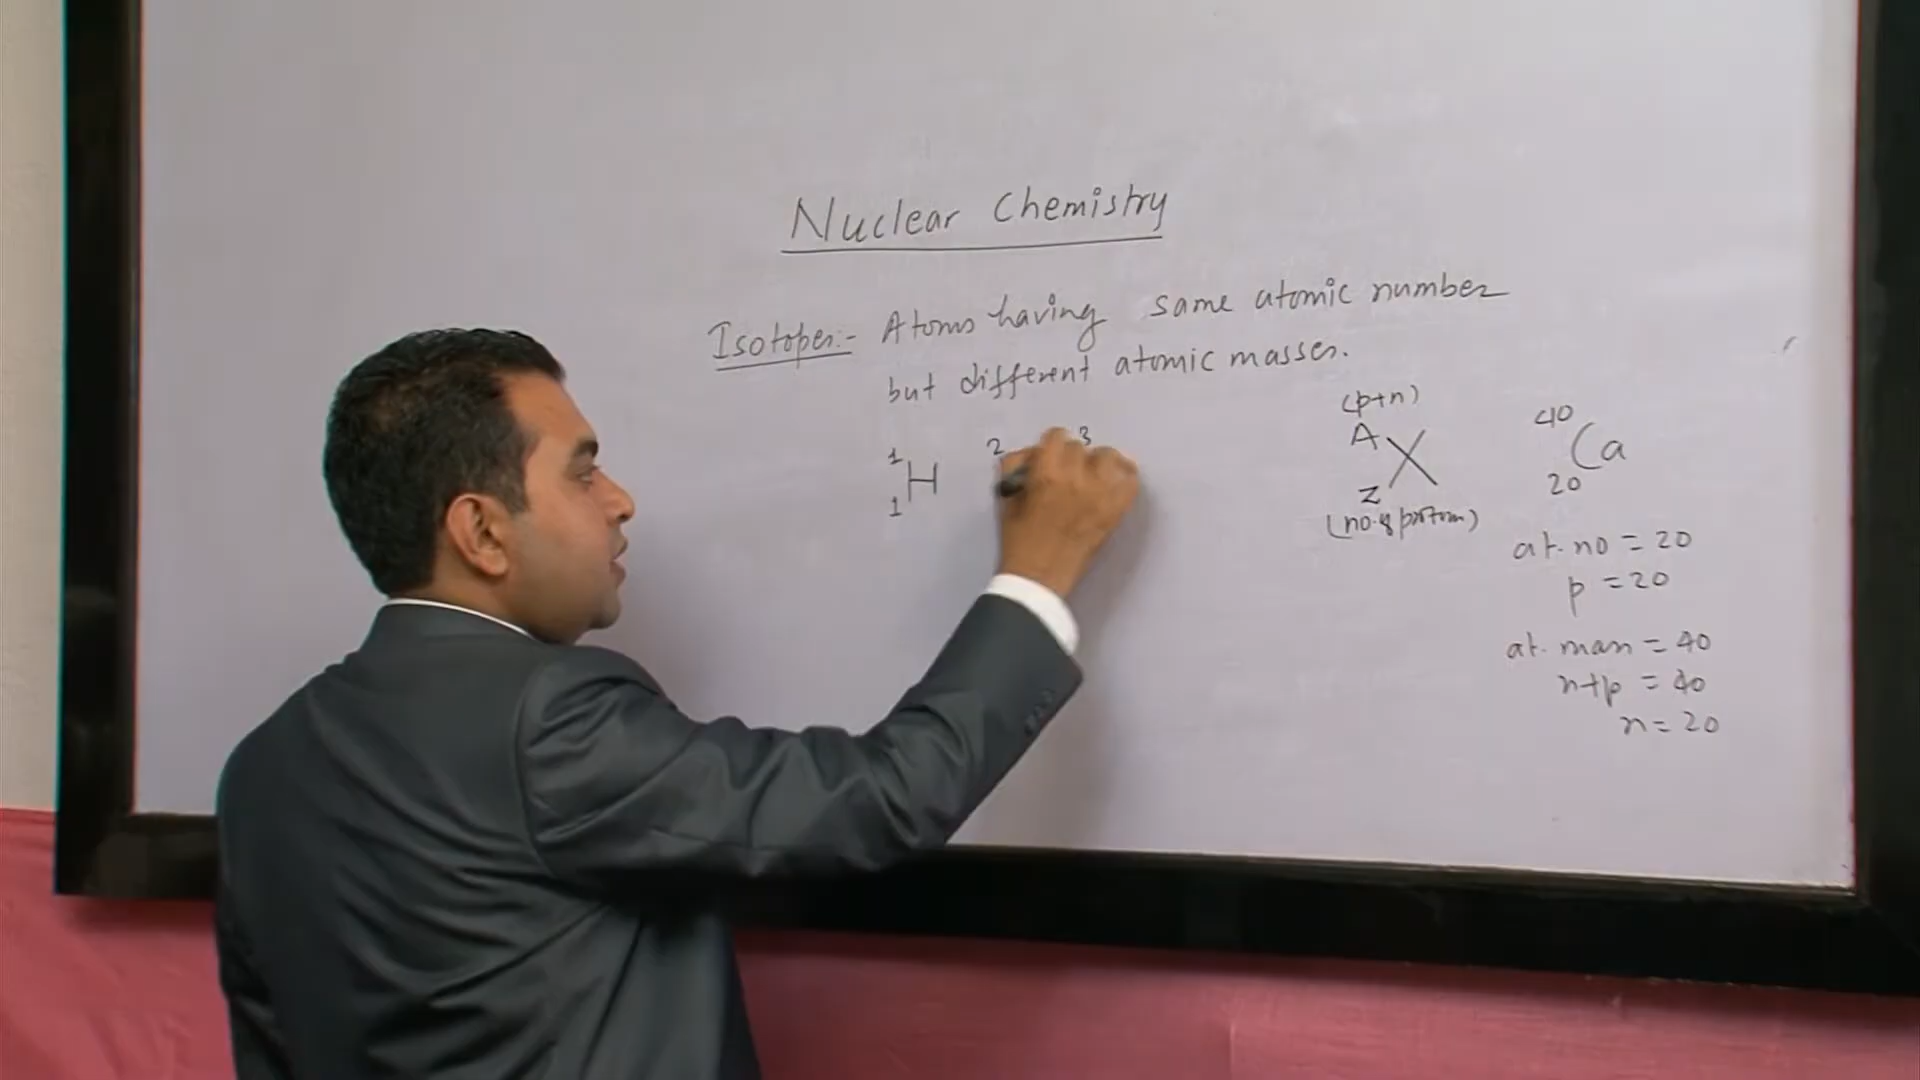 Nuclear Chemistry
Isotopes:- Atoms having same atomic number
but different atomic masses.
1
1 H
2
3
(p+n)
A
Z X
(no. of proton)
40
20 Ca
at. no = 20
p = 20
at. mass = 40
n+p = 40
n = 20